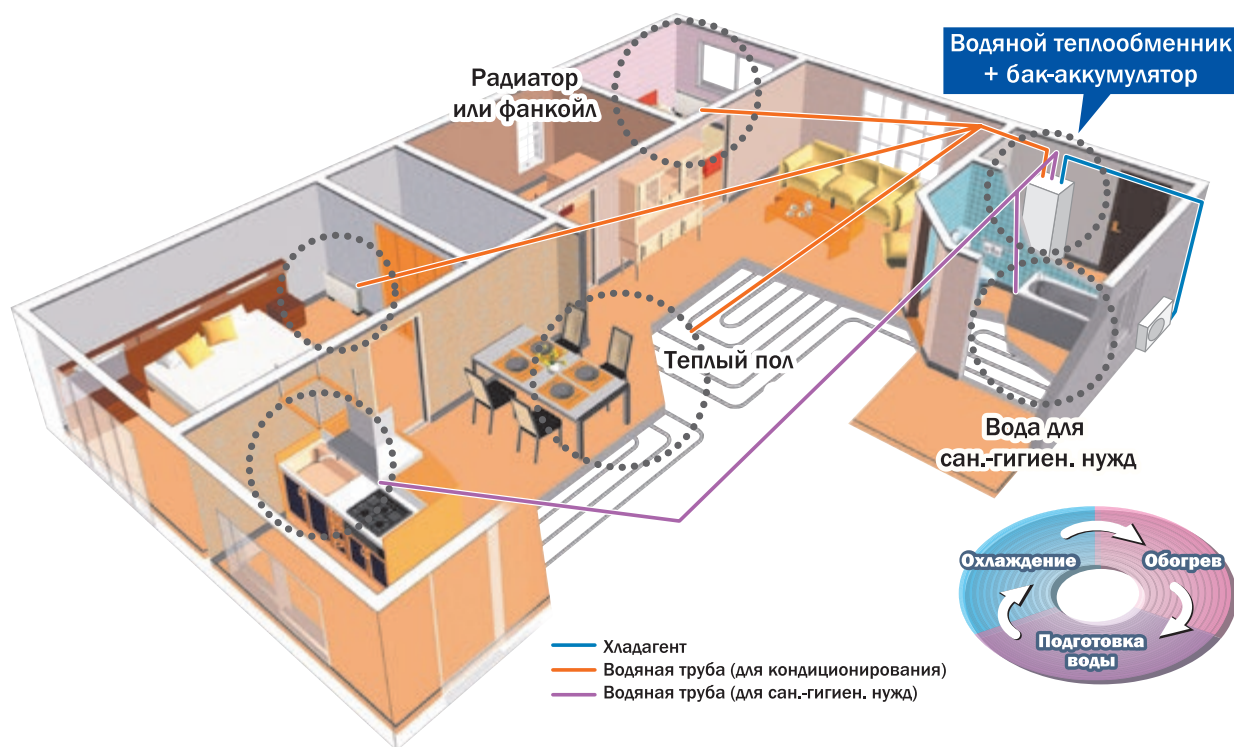 Водяной теплообменник
+ бак-аккумулятор
Радиатор
или фанкойл
Теплый пол
Вода для
сан.-гигиен. нужд
Охлаждение
Обогрев
Подготовка
воды
Хладагент
Водяная труба (для кондиционирования)
Водяная труба (для сан.-гигиен. нужд)